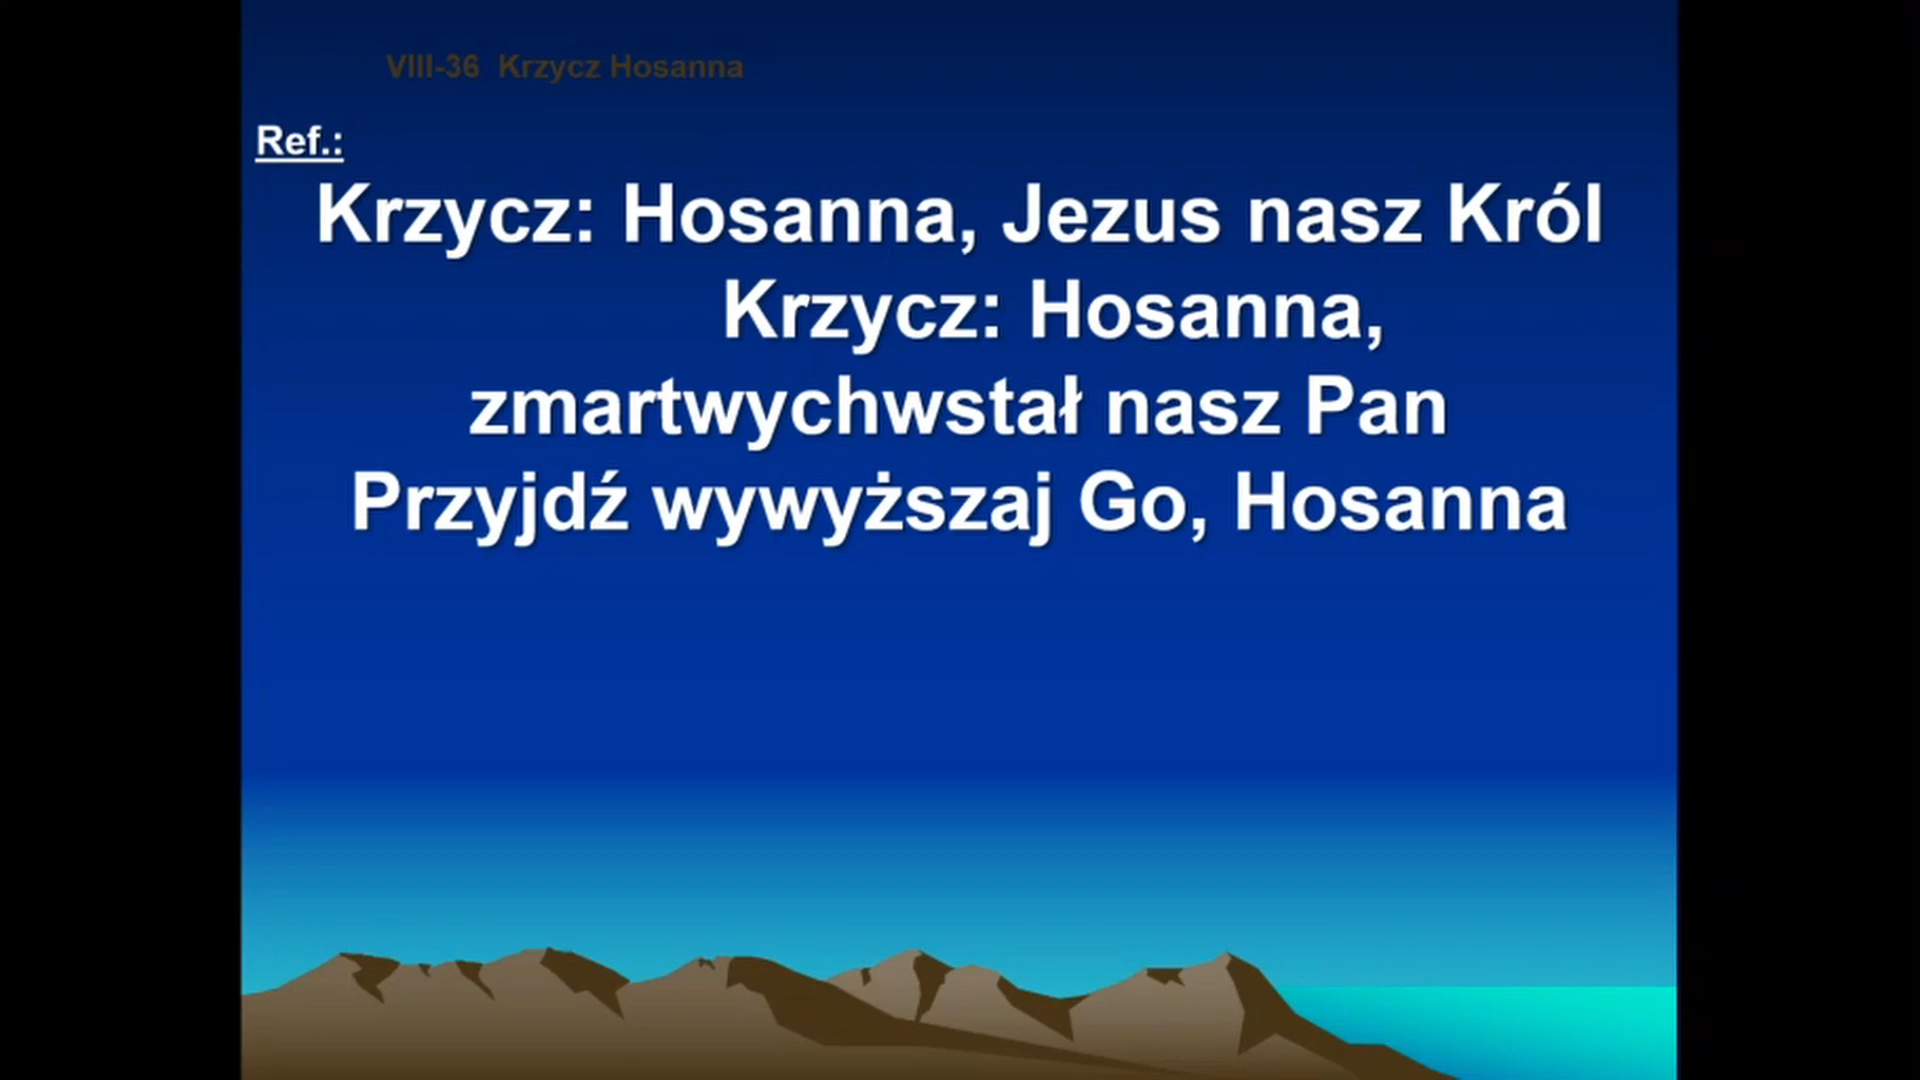 VIII-36 Krzycz Hosanna
Ref.:
Krzycz: Hosanna, Jezus nasz Król
Krzycz: Hosanna,
zmartwychwstał nasz Pan
Przyjdź wywyższaj Go, Hosanna